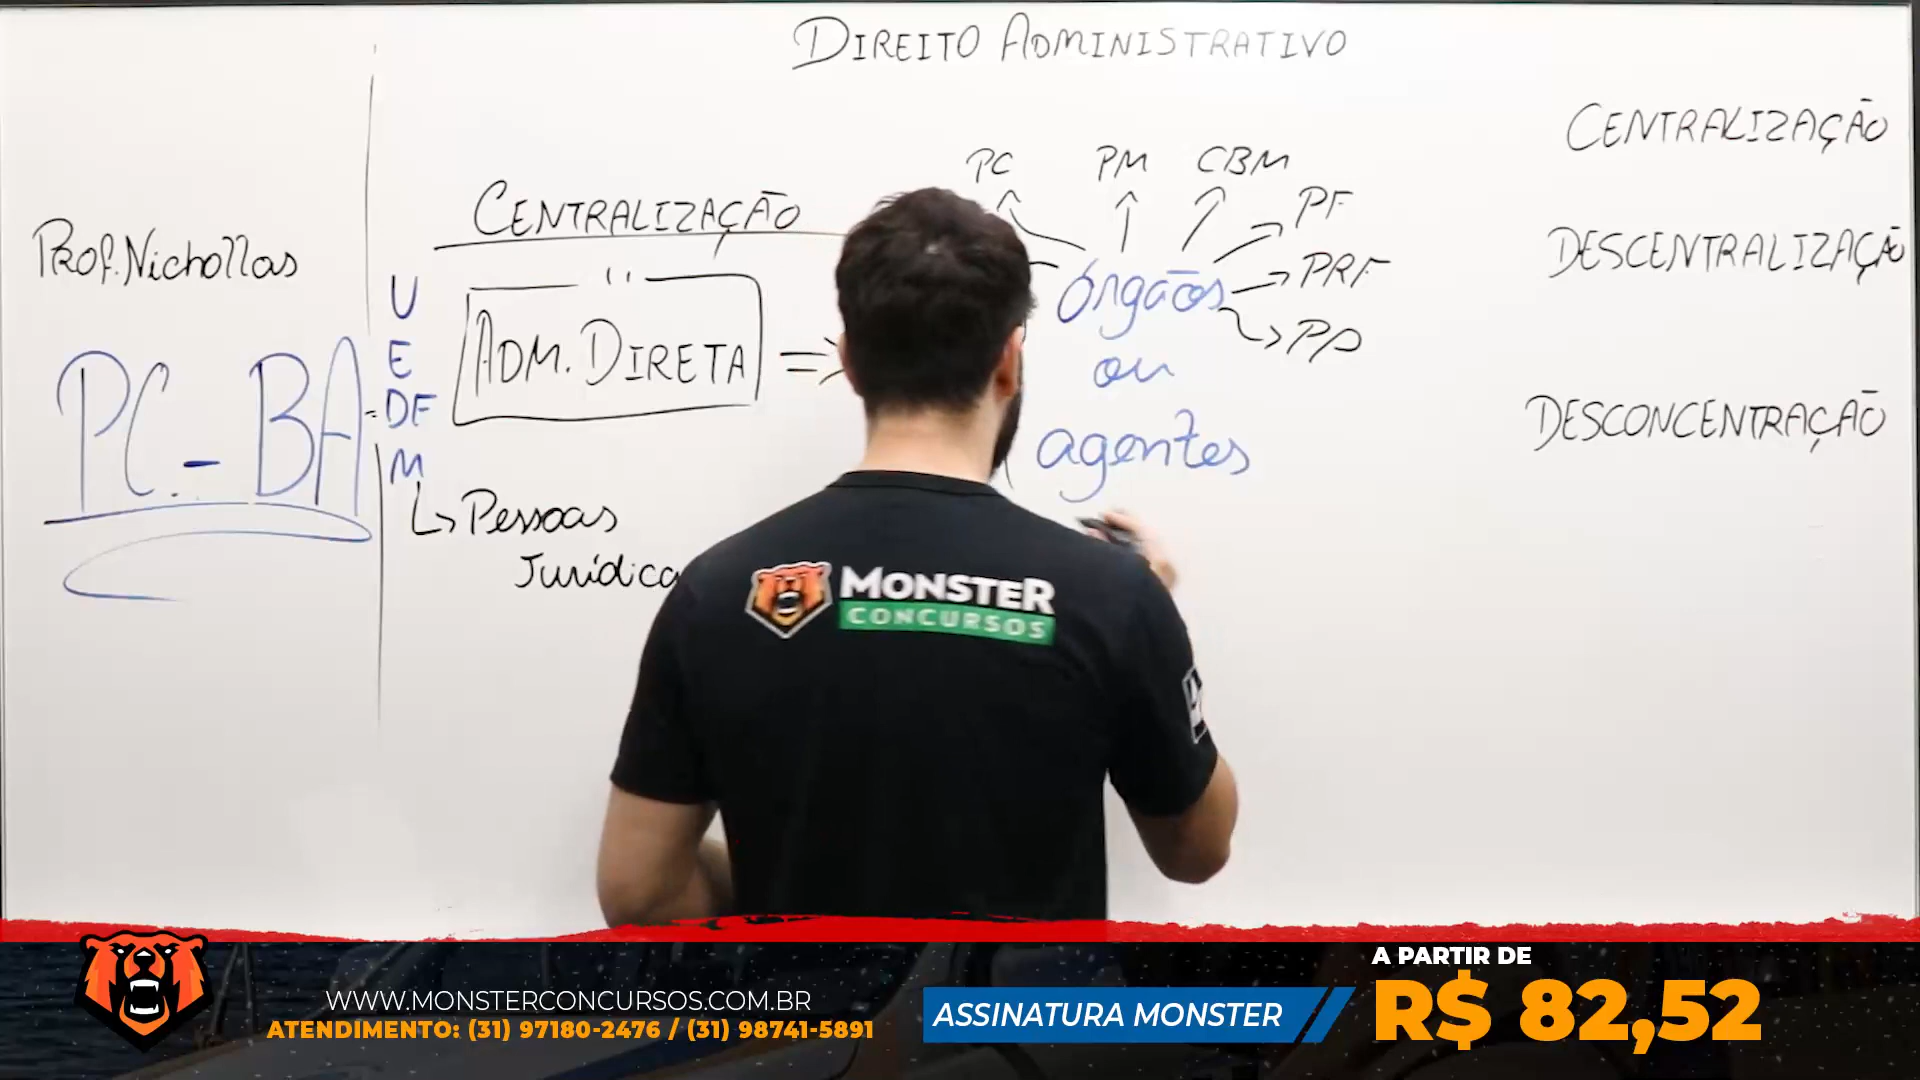 DIREITO ADMINISTRATIVO
Prof. Nichollas
PC-BA
CENTRALIZAÇÃO
U
E
DF
M
ADM. DIRETA =>
↳ Pessoas
Jurídica
PC PM CBM
PF
PRF
PP
órgãos
ou
agentes
CENTRALIZAÇÃO
DESCENTRALIZAÇÃO
DESCONCENTRAÇÃO
MONSTER
CONCURSOS
WWW.MONSTERCONCURSOS.COM.BR
ATENDIMENTO: (31) 97180-2476 / (31) 98741-5891
ASSINATURA MONSTER
A PARTIR DE
R$ 82,52